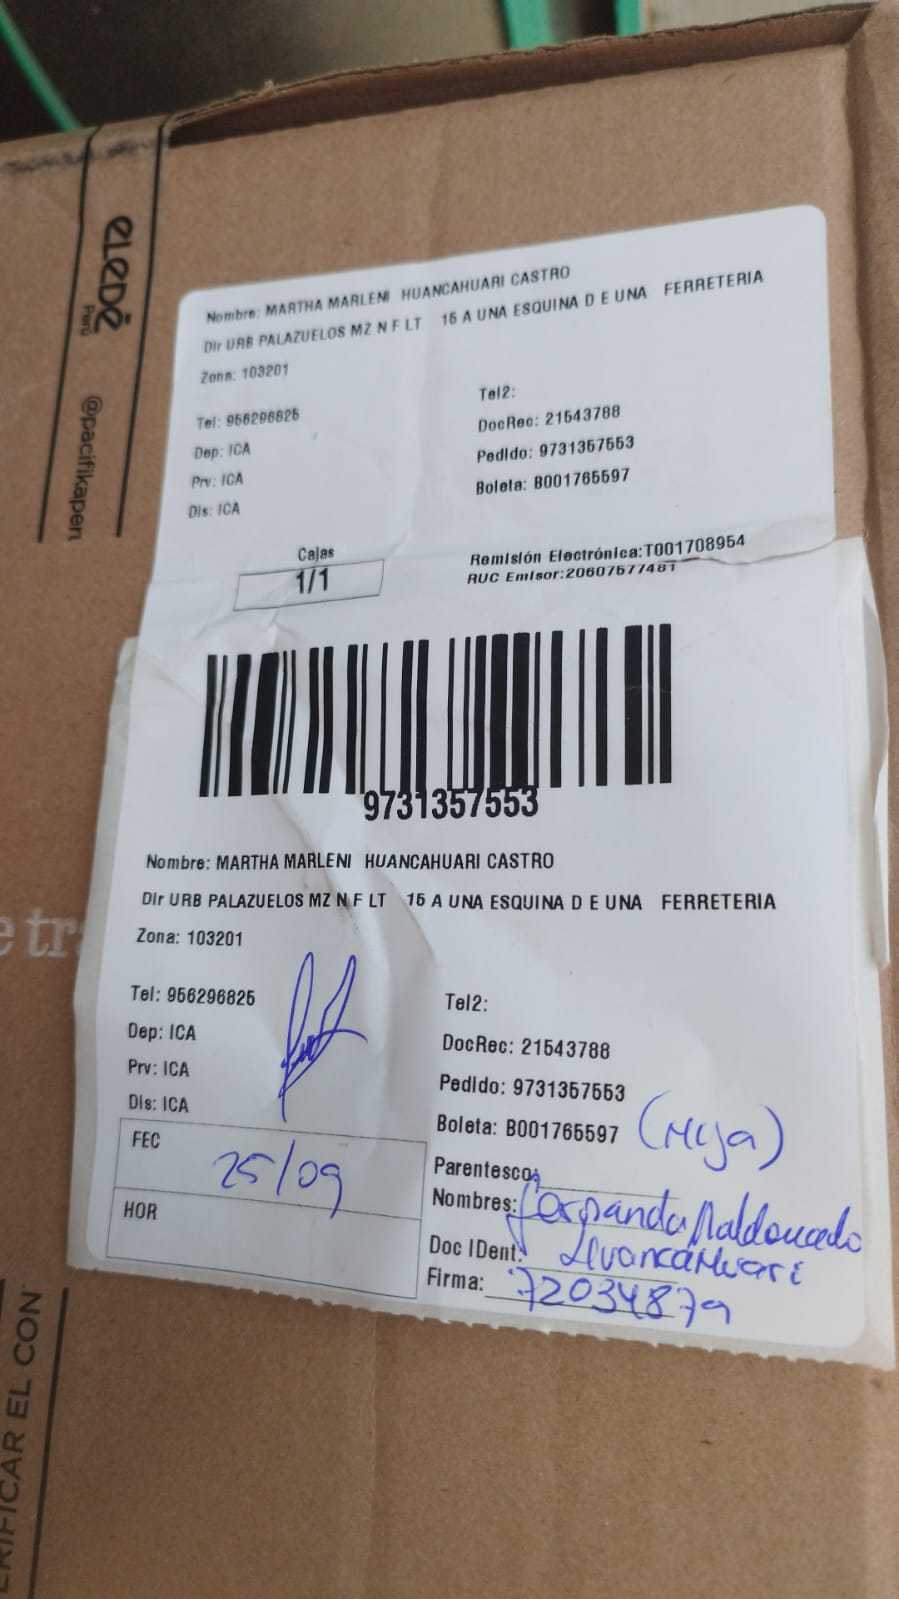 eledé
Perú
@pacifikaperu
Nombre: MARTHA MARLENI HUANCAHUARI CASTRO
Dir URB PALAZUELOS MZ N F LT 15 A UNA ESQUINA D E UNA FERRETERIA
Zona: 103201
Tel: 956296825
Dep: ICA
Prv: ICA
Dis: ICA
Tel2:
DocRec: 21543788
Pedido: 9731357553
Boleta: B001765597
Cajas
1/1
Remisión Electrónica:T001708954
RUC Emisor:20607577481
9731357553
Nombre: MARTHA MARLENI HUANCAHUARI CASTRO
Dir URB PALAZUELOS MZ N F LT 15 A UNA ESQUINA D E UNA FERRETERIA
Zona: 103201
Tel: 956296825
Dep: ICA
Prv: ICA
Dis: ICA
Tel2:
DocRec: 21543788
Pedido: 9731357553
Boleta: B001765597 (Hija)
FEC 25/09
HOR
Parentesco:
Nombres: Fernanda Maldonado
Doc IDent: Huancahuari
Firma: 72034879
e tr
ERIFICAR EL CON